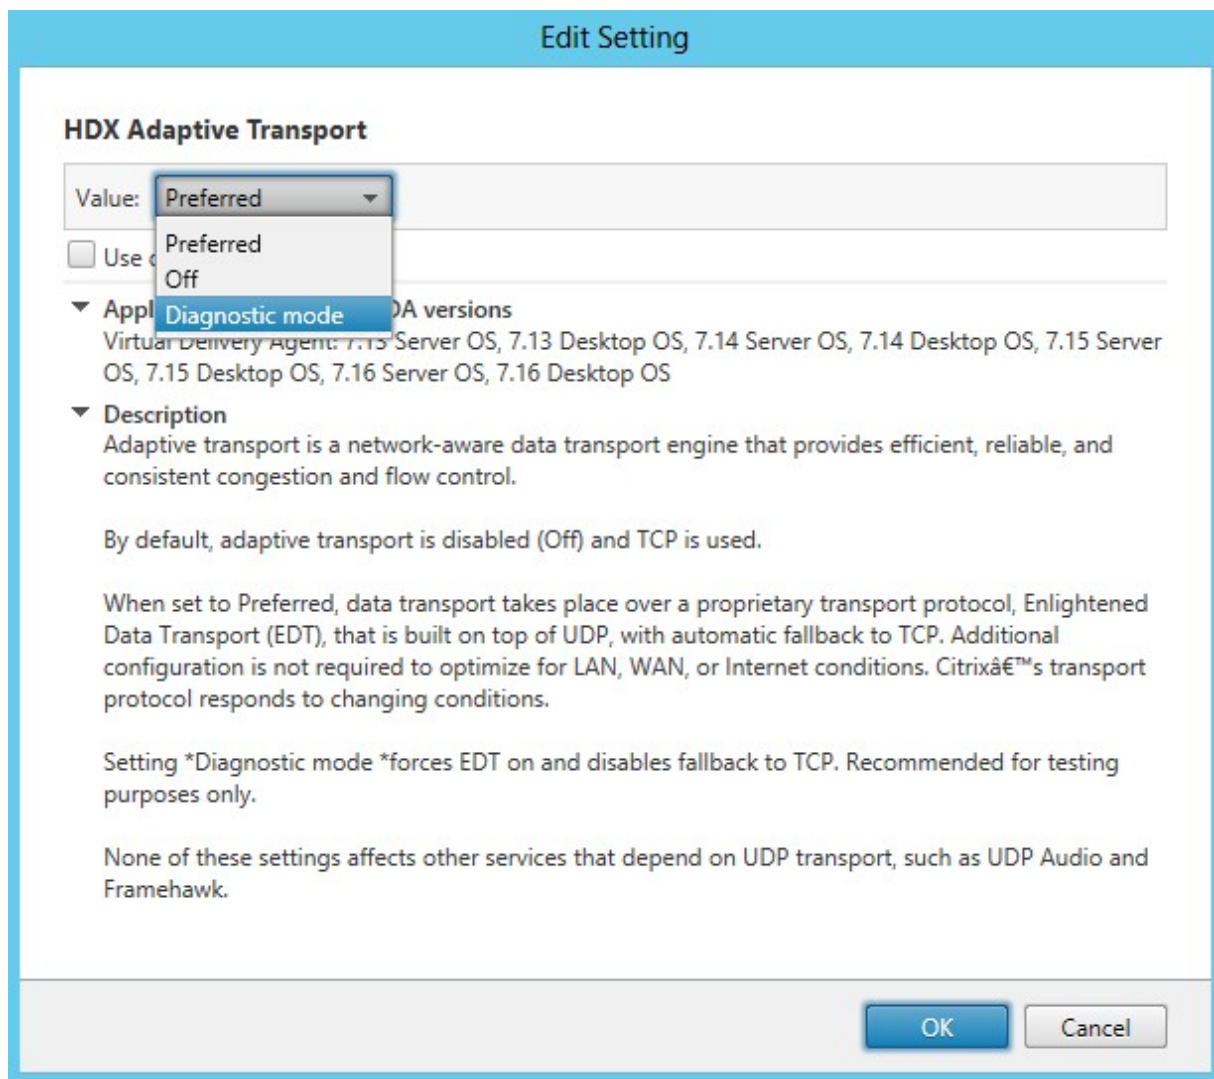 Edit Setting
HDX Adaptive Transport
Value: Preferred
Preferred
Use
Off
Diagnostic mode
Appl DA versions
Virtual Delivery Agent: 7.13 Server OS, 7.13 Desktop OS, 7.14 Server OS, 7.14 Desktop OS, 7.15 Server
OS, 7.15 Desktop OS, 7.16 Server OS, 7.16 Desktop OS
Description
Adaptive transport is a network-aware data transport engine that provides efficient, reliable, and
consistent congestion and flow control.
By default, adaptive transport is disabled (Off) and TCP is used.
When set to Preferred, data transport takes place over a proprietary transport protocol, Enlightened
Data Transport (EDT), that is built on top of UDP, with automatic fallback to TCP. Additional
configuration is not required to optimize for LAN, WAN, or Internet conditions. Citrixâ€™s transport
protocol responds to changing conditions.
Setting *Diagnostic mode *forces EDT on and disables fallback to TCP. Recommended for testing
purposes only.
None of these settings affects other services that depend on UDP transport, such as UDP Audio and
Framehawk.
OK Cancel